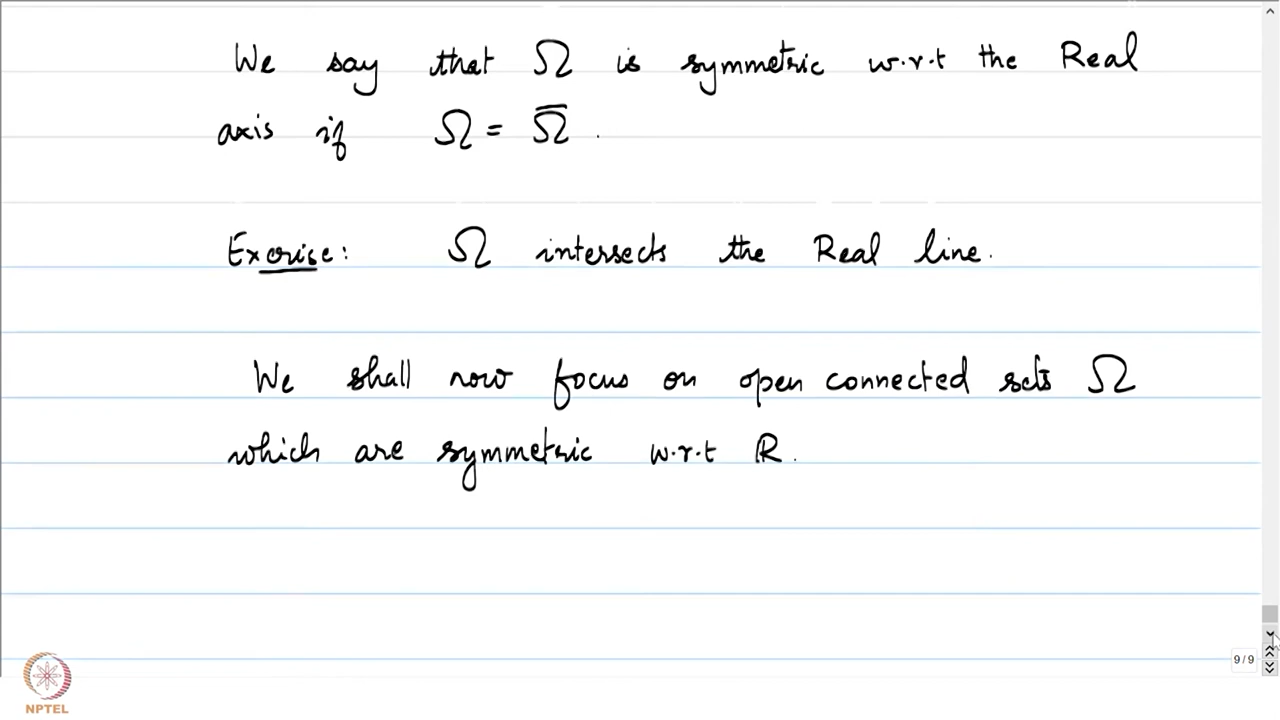 We say that Ω is symmetric w.r.t the Real
axis if Ω = Ω̅ .
Exercise: Ω intersects the Real line.
We shall now focus on open connected sets Ω
which are symmetric w.r.t ℝ.
9 / 9
NPTEL